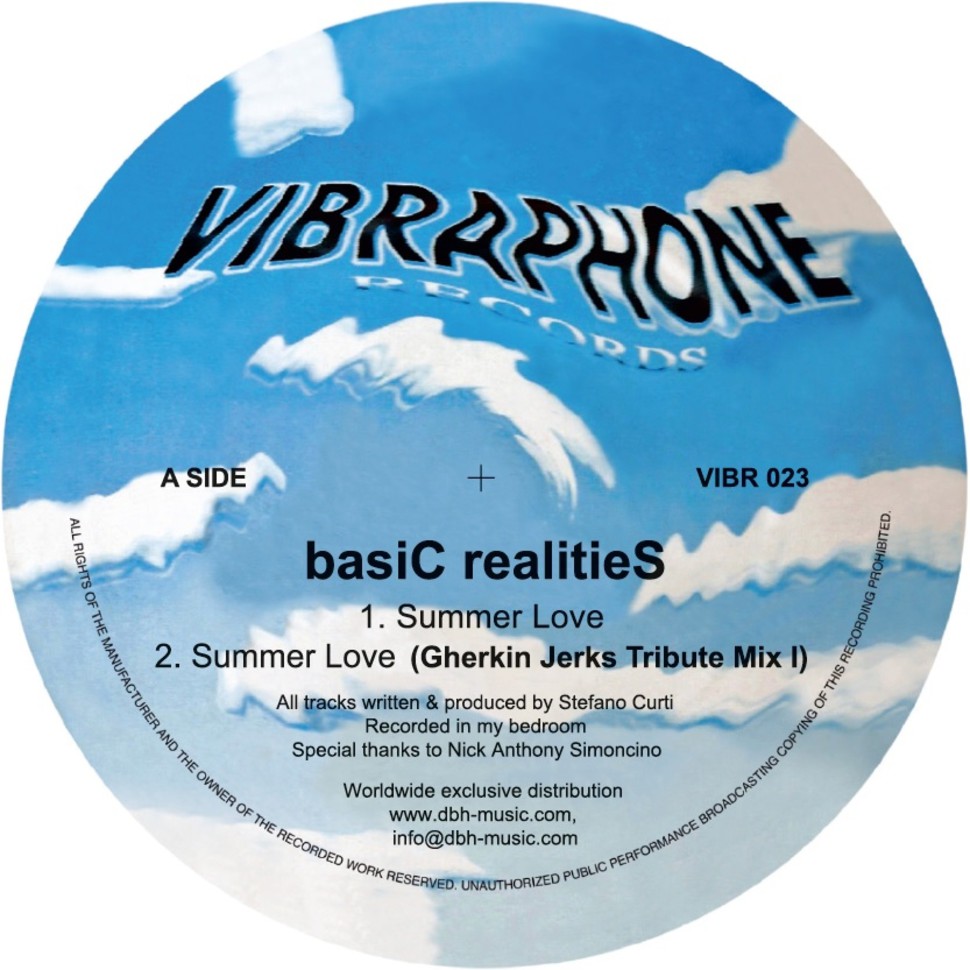 VIBRAPHONE
RECORDS
A SIDE
VIBR 023
basiC realitieS
1. Summer Love
2. Summer Love (Gherkin Jerks Tribute Mix I)
All tracks written & produced by Stefano Curti
Recorded in my bedroom
Special thanks to Nick Anthony Simoncino
Worldwide exclusive distribution
www.dbh-music.com,
info@dbh-music.com
ALL RIGHTS OF THE MANUFACTURER AND THE OWNER OF THE RECORDED WORK RESERVED. UNAUTHORIZED PUBLIC PERFORMANCE BROADCASTING COPYING OF THIS RECORDING PROHIBITED.